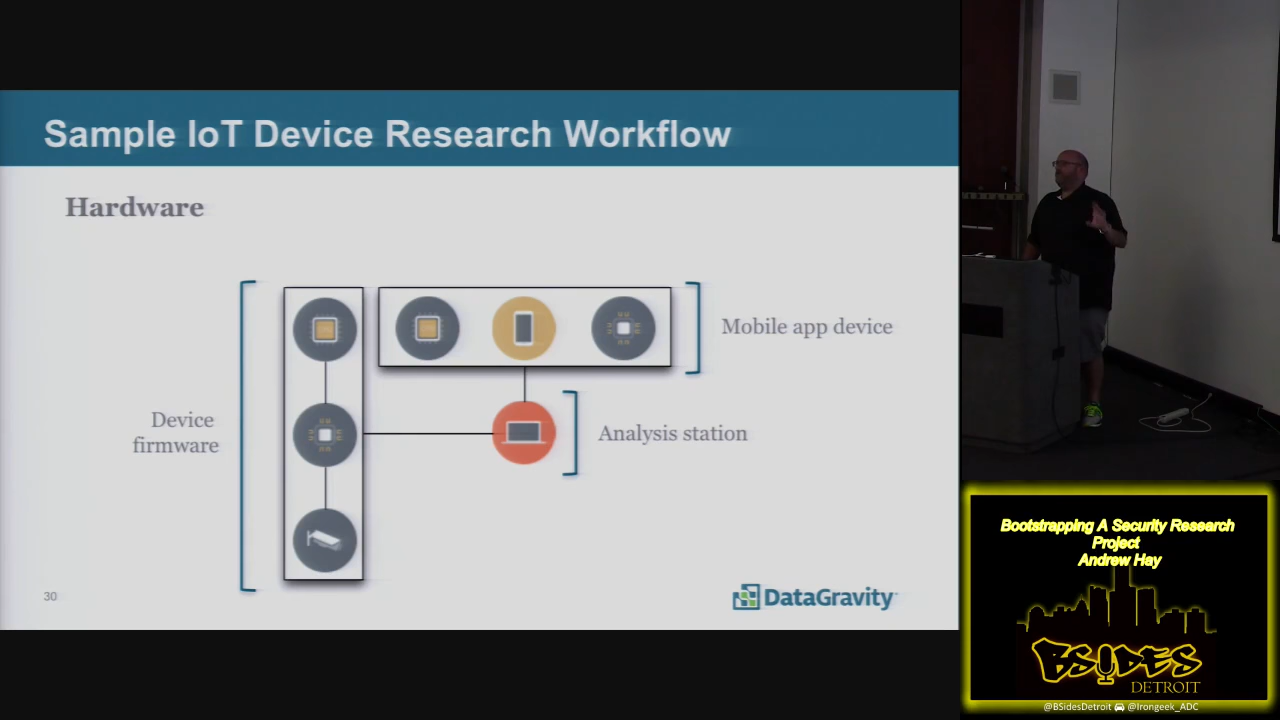 Sample IoT Device Research Workflow
Hardware
Mobile app device
Device
firmware
Analysis station
30
DataGravity
Bootstrapping A Security Research
Project
Andrew Hay
BSIDES
DETROIT
@BSidesDetroit @Irongeek_ADC